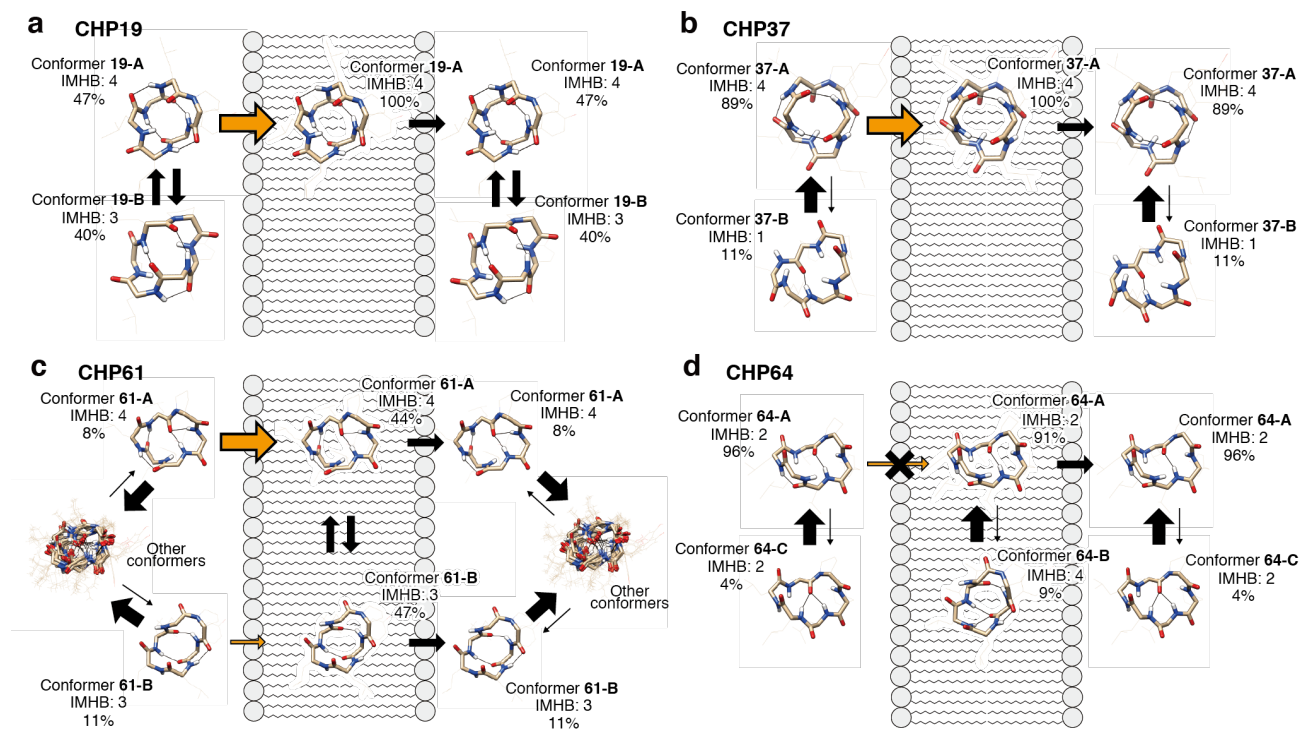 a CHP19
Conformer 19-A
IMHB: 4
47%
Conformer 19-A
IMHB: 4
100%
Conformer 19-A
IMHB: 4
47%
Conformer 19-B
IMHB: 3
40%
Conformer 19-B
IMHB: 3
40%
b CHP37
Conformer 37-A
IMHB: 4
89%
Conformer 37-A
IMHB: 4
100%
Conformer 37-A
IMHB: 4
89%
Conformer 37-B
IMHB: 1
11%
Conformer 37-B
IMHB: 1
11%
c CHP61
Conformer 61-A
IMHB: 4
8%
Conformer 61-A
IMHB: 4
44%
Conformer 61-A
IMHB: 4
8%
Other
conformers
Other
conformers
Conformer 61-B
IMHB: 3
11%
Conformer 61-B
IMHB: 3
47%
Conformer 61-B
IMHB: 3
11%
d CHP64
Conformer 64-A
IMHB: 2
96%
Conformer 64-A
IMHB: 2
91%
Conformer 64-A
IMHB: 2
96%
Conformer 64-C
IMHB: 2
4%
Conformer 64-B
IMHB: 4
9%
Conformer 64-C
IMHB: 2
4%